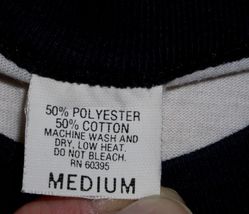 50% POLYESTER
50% COTTON
MACHINE WASH AND
DRY, LOW HEAT.
DO NOT BLEACH.
RN 60395
MEDIUM